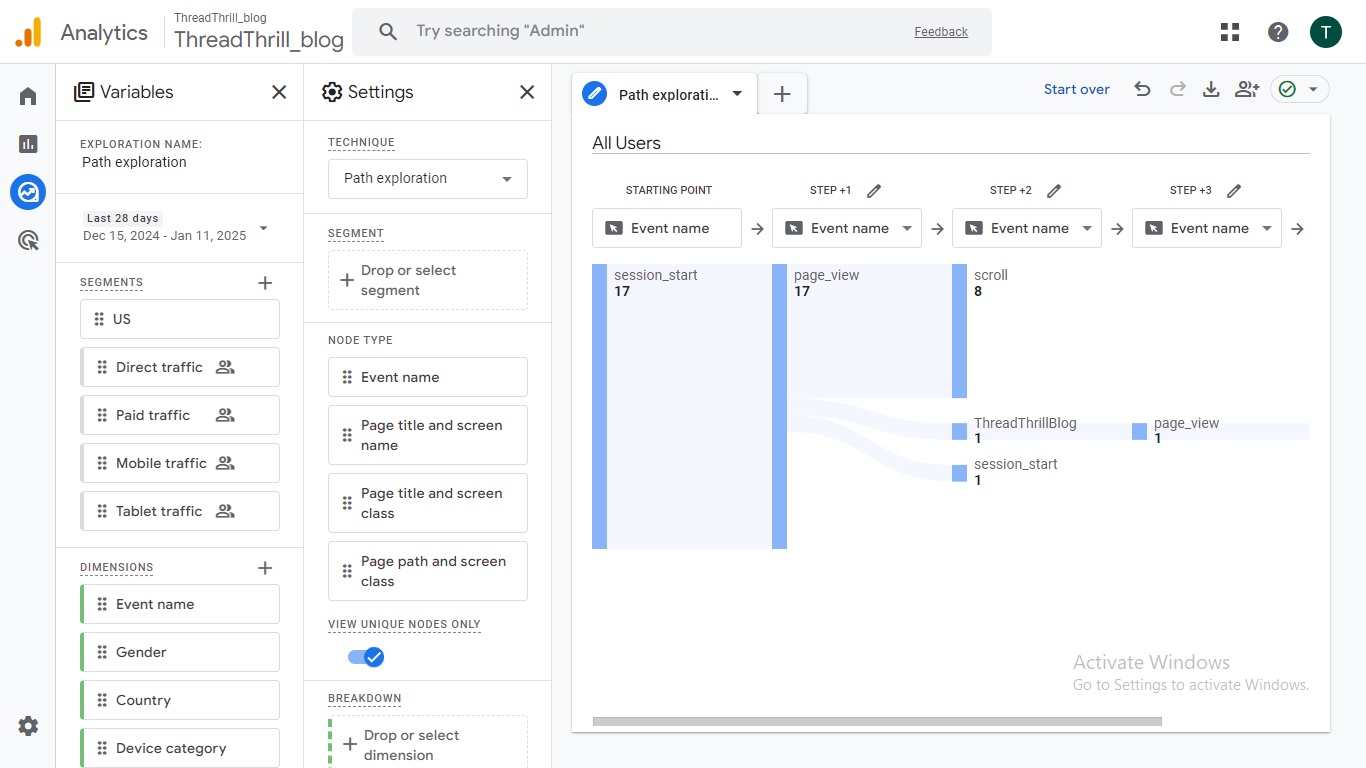 Analytics
ThreadThrill_blog
ThreadThrill_blog
Try searching "Admin"
Feedback
T
Variables
EXPLORATION NAME:
Path exploration
Last 28 days
Dec 15, 2024 - Jan 11, 2025
SEGMENTS
US
Direct traffic
Paid traffic
Mobile traffic
Tablet traffic
DIMENSIONS
Event name
Gender
Country
Device category
Settings
TECHNIQUE
Path exploration
SEGMENT
Drop or select
segment
NODE TYPE
Event name
Page title and screen
name
Page title and screen
class
Page path and screen
class
VIEW UNIQUE NODES ONLY
BREAKDOWN
Drop or select
dimension
Path explorati...
Start over
All Users
STARTING POINT
STEP +1
STEP +2
STEP +3
Event name
Event name
Event name
Event name
session_start
17
page_view
17
scroll
8
ThreadThrillBlog
1
page_view
1
session_start
1
Activate Windows
Go to Settings to activate Windows.